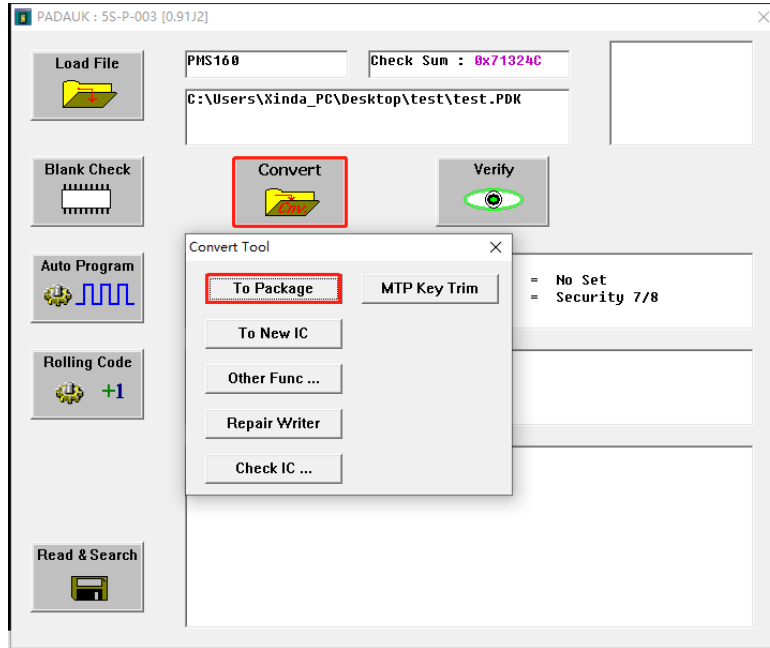 PADAUK : 5S-P-003 [0.91J2]
Load File
PMS160
Check Sum : 0x71324C
C:\Users\Xinda_PC\Desktop\test\test.PDK
Blank Check
Convert
Cnv.
Verify
Convert Tool
Auto Program
To Package
MTP Key Trim
= No Set
= Security 7/8
To New IC
Rolling Code
+1
Other Func ...
Repair Writer
Check IC ...
Read & Search